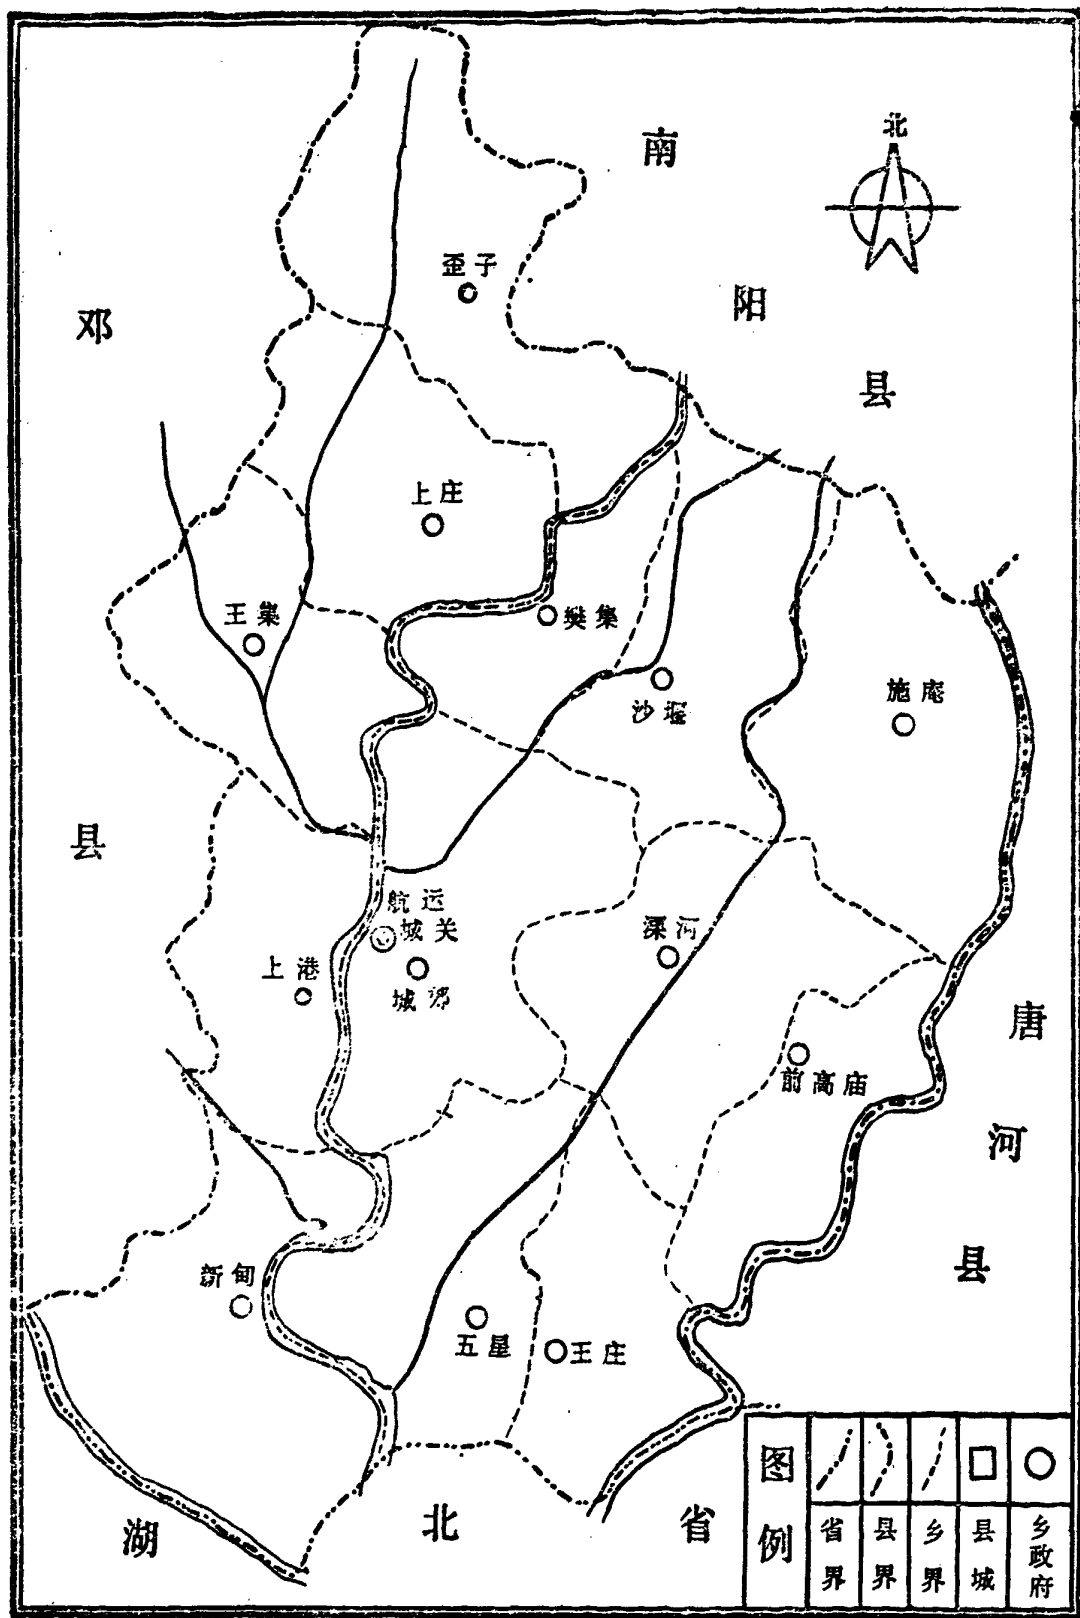 北
南阳县
邓县
歪子
上庄
王集
樊集
沙堰
施庵
航运
城关
上港
城郊
溧河
前高庙
唐河县
新甸
五星
王庄
湖北省
图例
省界
县界
乡界
县城
乡政府